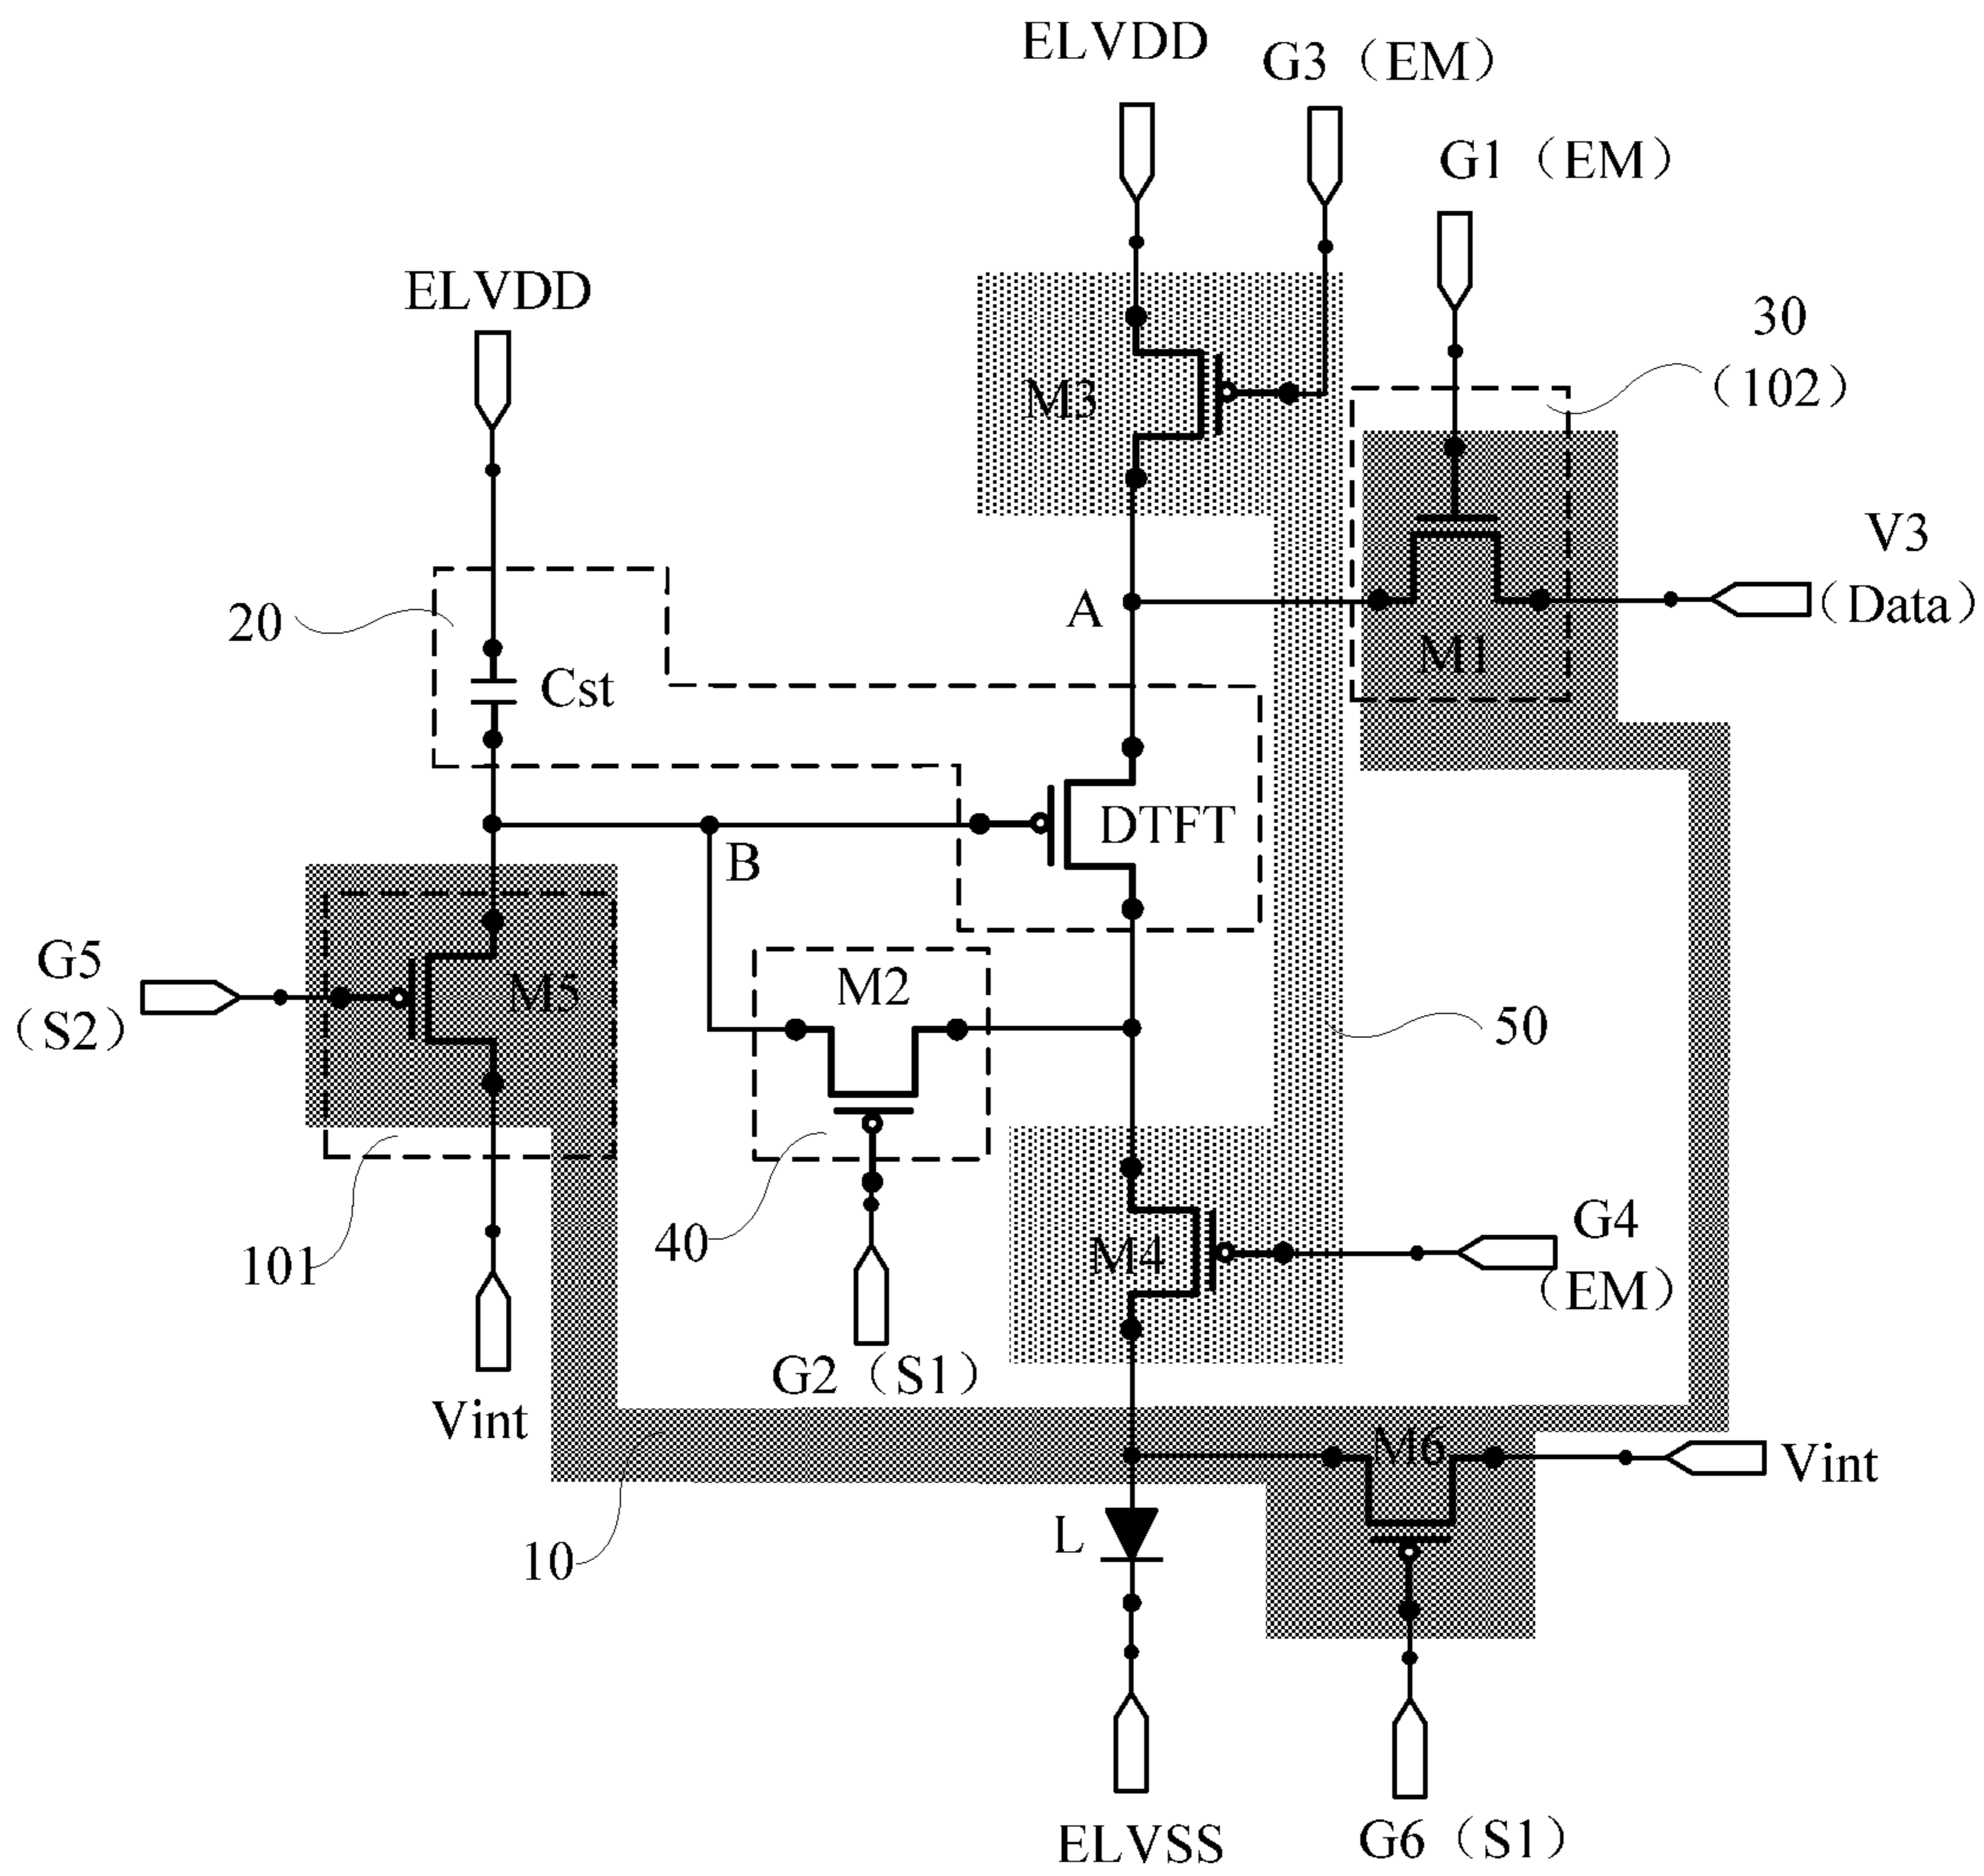 ELVDD
G3（EM）
G1（EM）
ELVDD
30
（102）
M3
V3
（Data）
A
20
M1
Cst
DTFT
B
G5
（S2）
M5
M2
50
40
101
M4
G4
（EM）
G2（S1）
Vint
M6
Vint
L
10
ELVSS
G6（S1）